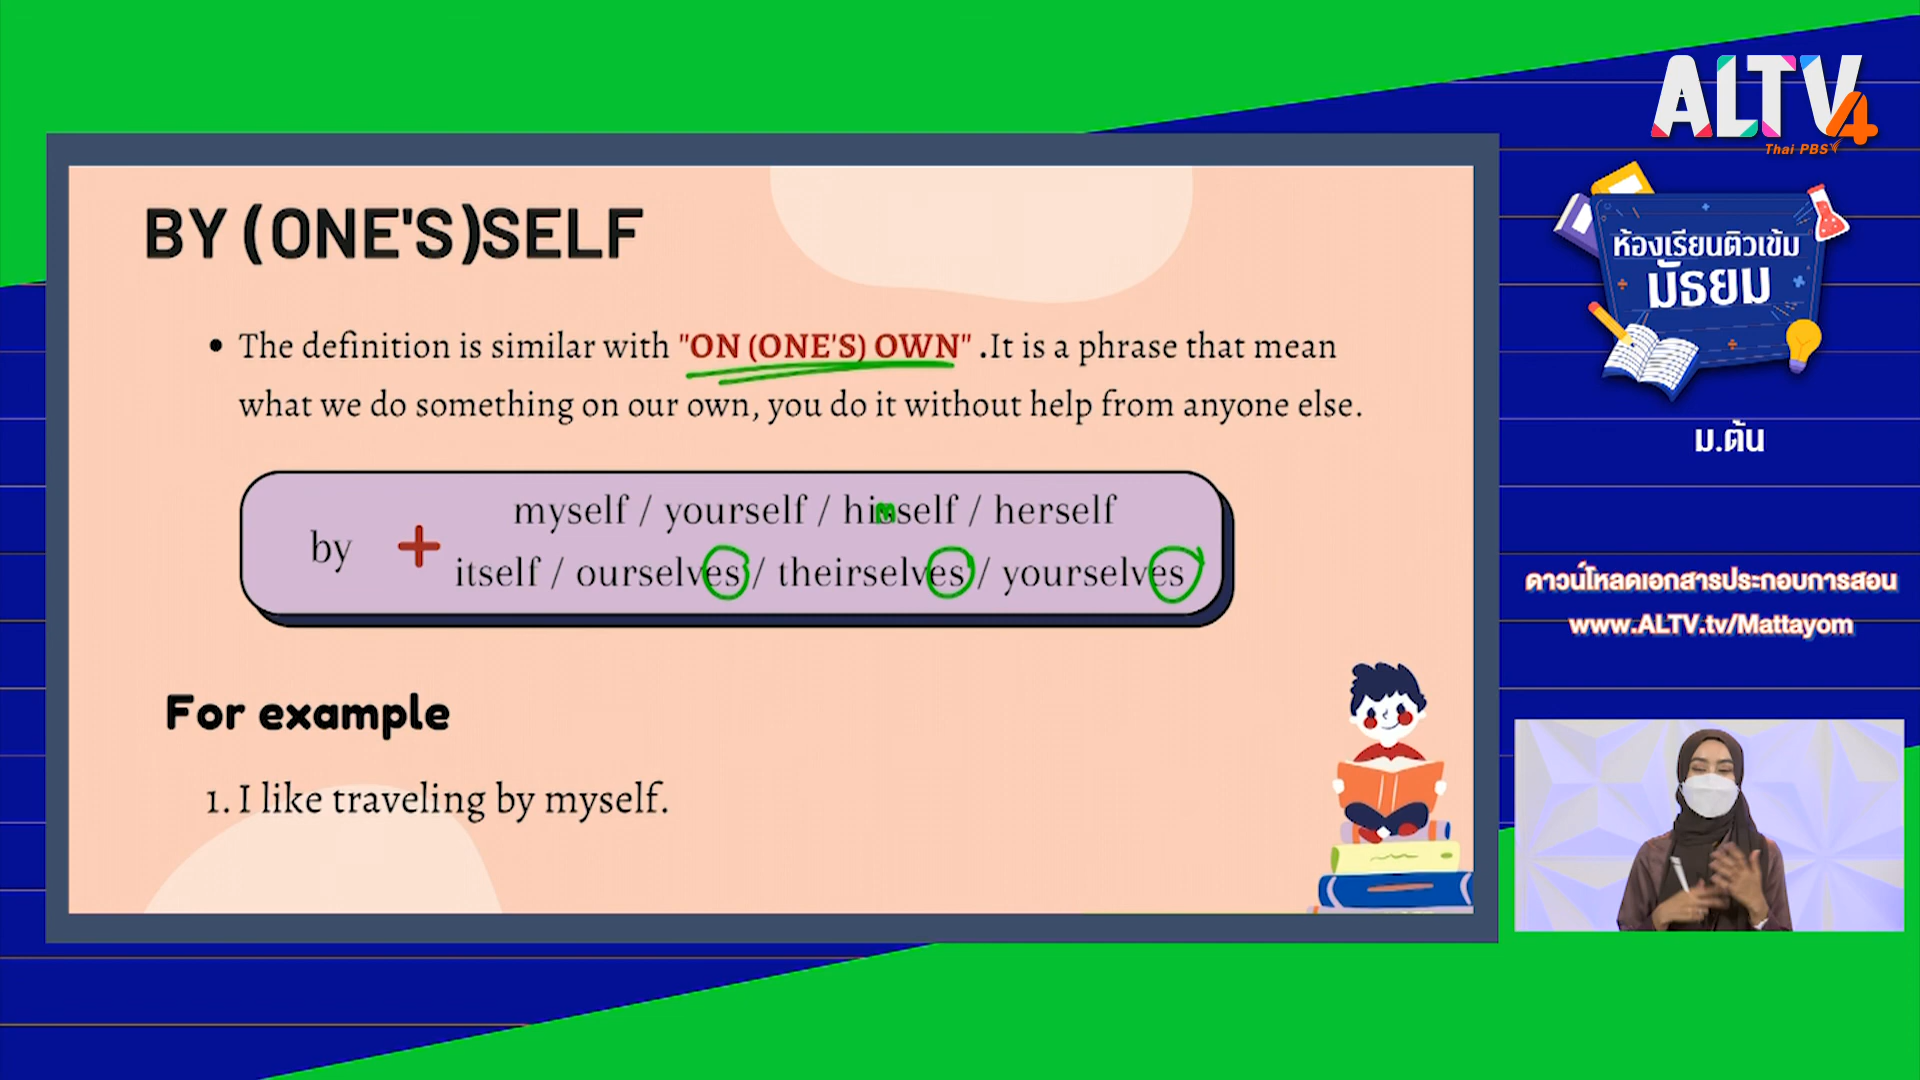 ALTV4
Thai PBS
ห้องเรียนติวเข้ม
มัธยม
ม.ต้น
BY (ONE'S)SELF
The definition is similar with "ON (ONE'S) OWN" .It is a phrase that mean
what we do something on our own, you do it without help from anyone else.
by + myself / yourself / himself / herself
itself / ourselves / theirselves / yourselves
For example
1. I like traveling by myself.
ดาวน์โหลดเอกสารประกอบการสอน
www.ALTV.tv/Mattayom